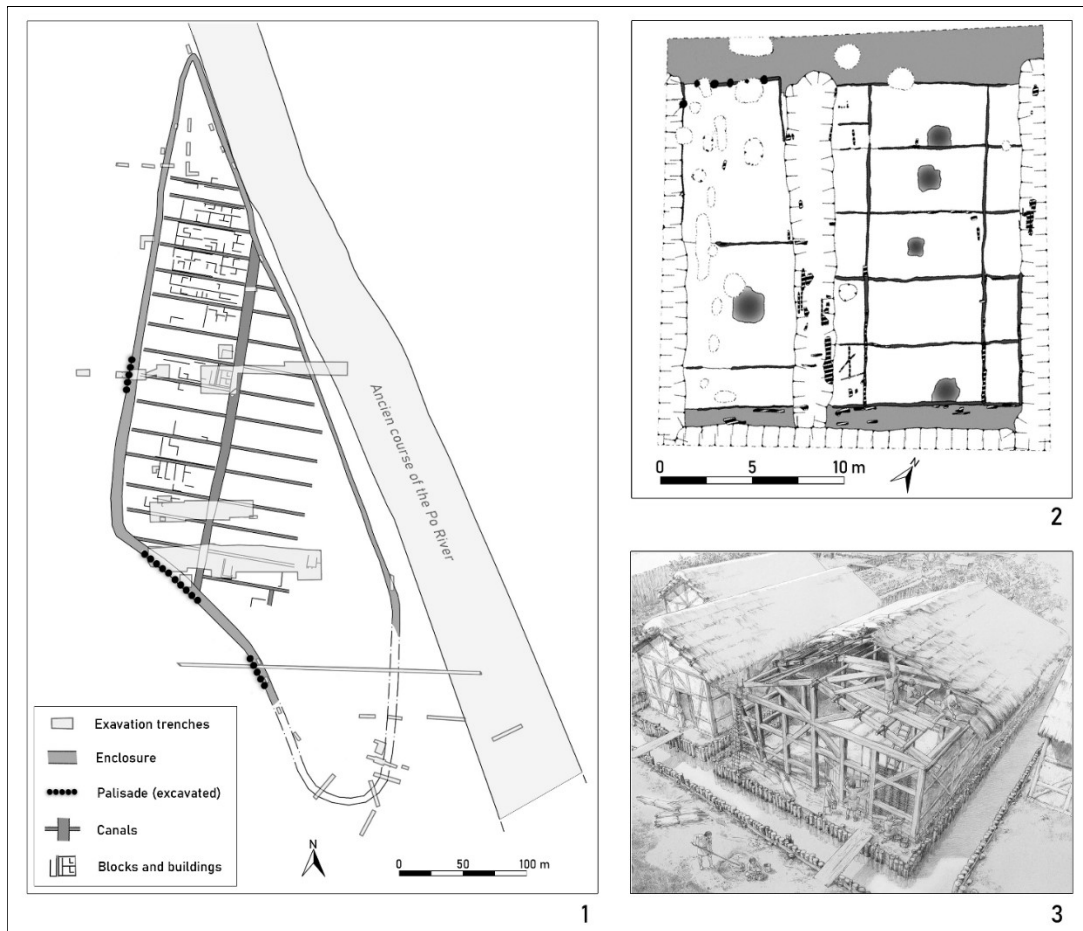 Ancien course of the Po River
Exavation trenches
Enclosure
Palisade (excavated)
Canals
Blocks and buildings
N
0 50 100 m
1
0 5 10 m
2
3